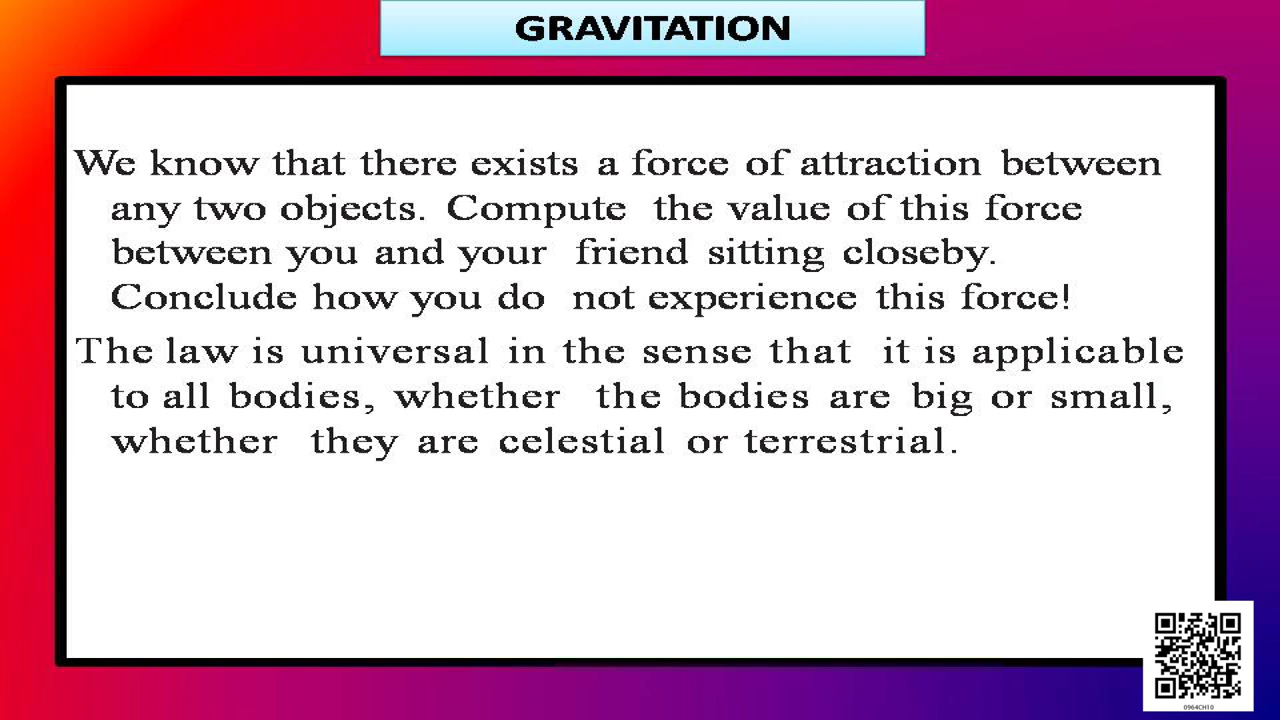 GRAVITATION
We know that there exists a force of attraction between
any two objects. Compute the value of this force
between you and your friend sitting closeby.
Conclude how you do not experience this force!
The law is universal in the sense that it is applicable
to all bodies, whether the bodies are big or small,
whether they are celestial or terrestrial.
0964CH10